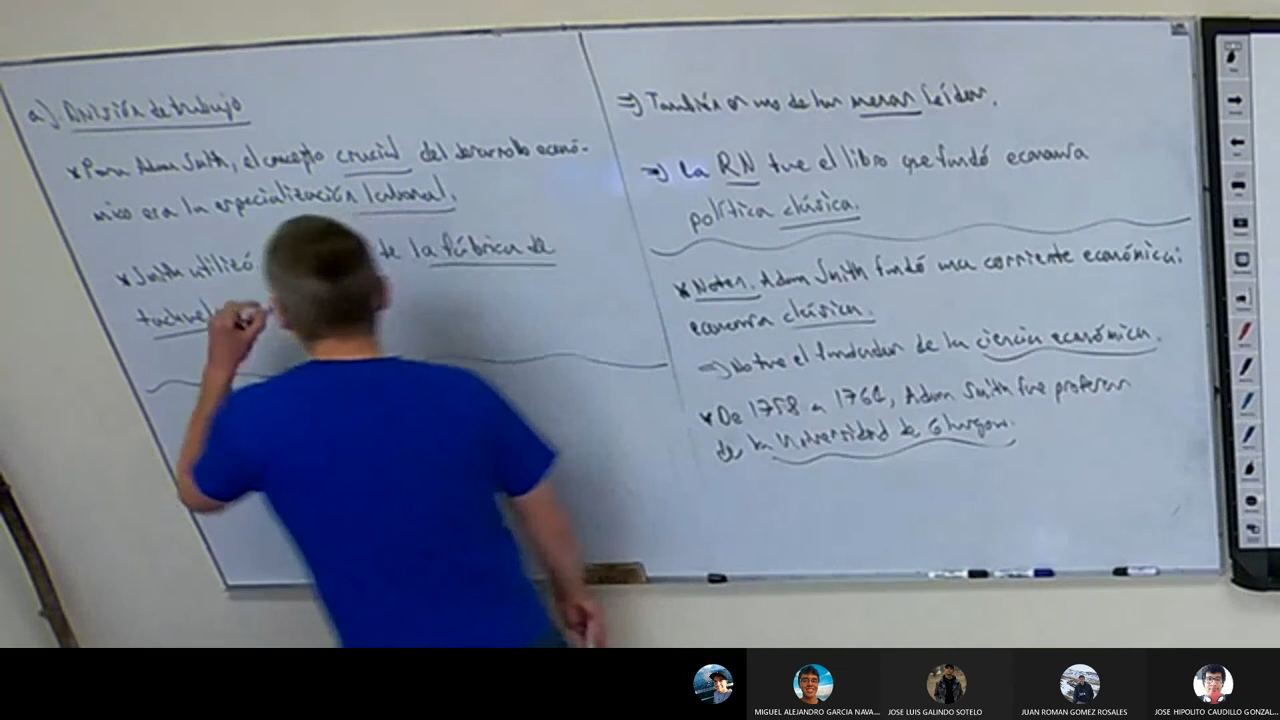 a) División de trabajo
* Para Adam Smith, el concepto crucial del desarrollo econó-
mico era la especialización laboral.
* Smith utilizó de la fábrica de
⇒ También es uno de los menos leídos.
⇒ La RN fue el libro que fundó economía
política clásica.
* Notar. Adam Smith fundó una corriente económica:
economía clásica.
⇒ No fue el fundador de la ciencia económica.
* De 1758 a 1764, Adam Smith fue profesor
de la Universidad de Glasgow.
MIGUEL ALEJANDRO GARCIA NAVA...
JOSE LUIS GALINDO SOTELO
JUAN ROMAN GOMEZ ROSALES
JOSE HIPOLITO CAUDILLO GONZAL...